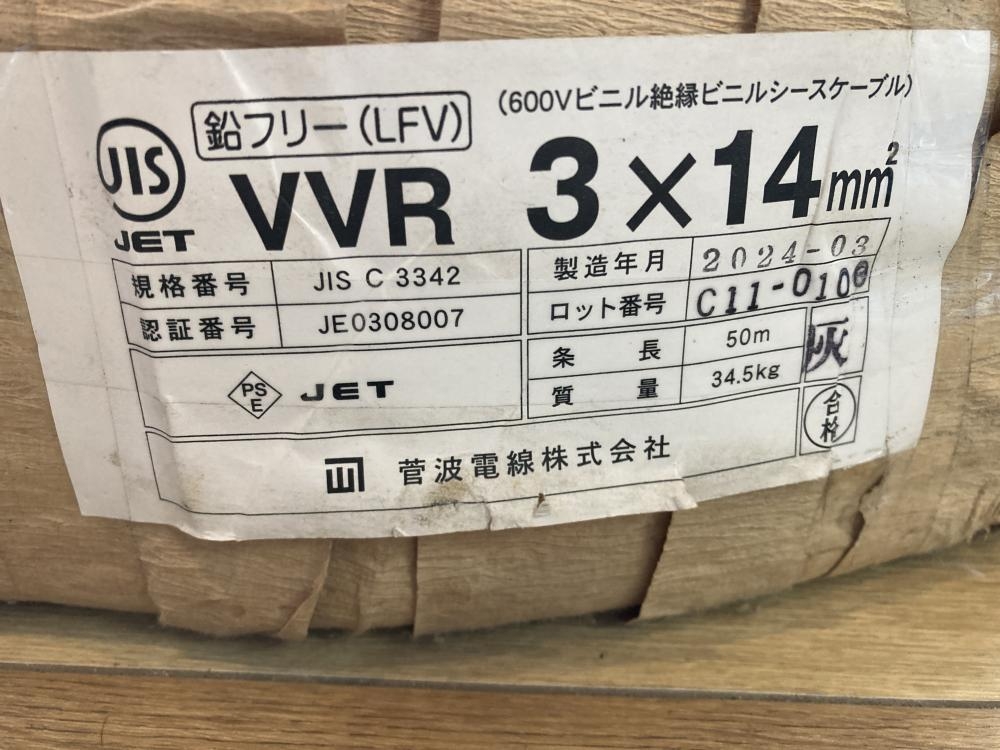 鉛フリー(LFV)
(600Vビニル絶縁ビニルシースケーブル)
JIS
JET
VVR 3×14mm²
規格番号 JIS C 3342
認証番号 JE0308007
製造年月 2024-03
ロット番号 C11-0100
条長 50m
質量 34.5kg
灰
PS
E
JET
合格
菅波電線株式会社